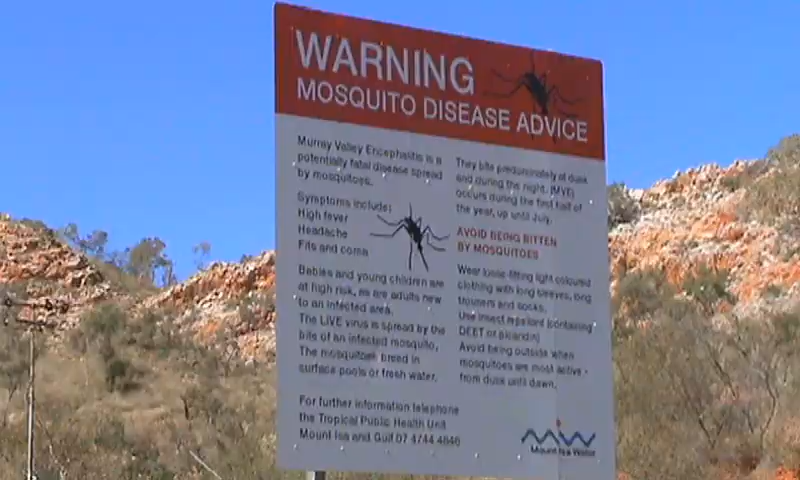 WARNING
MOSQUITO DISEASE ADVICE
Murray Valley Encephalitis is a
potentially fatal disease spread
by mosquitoes.
Symptoms include:
High fever
Headache
Fits and coma
Babies and young children are
at high risk, as are adults new
to an infected area.
The LIVE virus is spread by the
bite of an infected mosquito.
The mosquitoes breed in
surface pools or fresh water.
For further information telephone
the Tropical Public Health Unit
Mount Isa and Gulf 07 4744 4846
They bite predominately at dusk
and during the night. (MVE)
occurs during the first half of
the year, up until July.
AVOID BEING BITTEN
BY MOSQUITOES
Wear loose-fitting light coloured
clothing with long sleeves, long
trousers and socks.
Use insect repellant (containing
DEET or picaridin)
Avoid being outside when
mosquitoes are most active -
from dusk until dawn.
Mount Isa Water